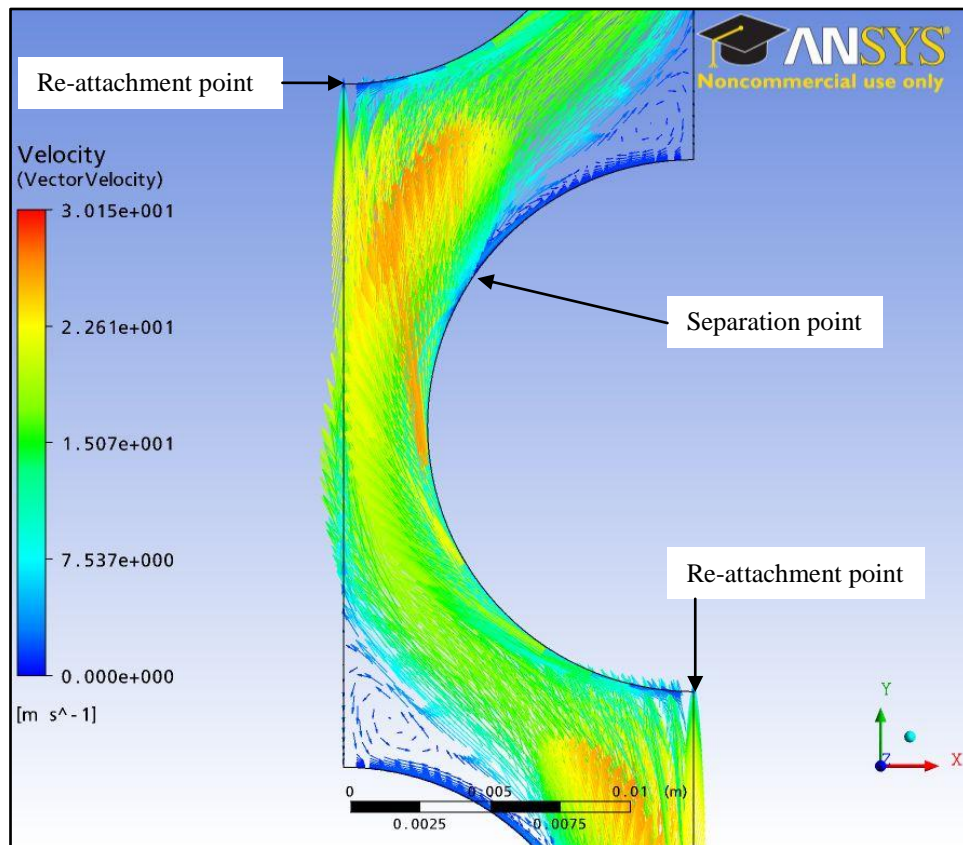 ANSYS
Noncommercial use only
Re-attachment point
Velocity
(VectorVelocity)
3.015e+001
2.261e+001
1.507e+001
7.537e+000
0.000e+000
[m s^-1]
Separation point
Re-attachment point
0 0.005 0.01 (m)
0.0025 0.0075
Y
Z X